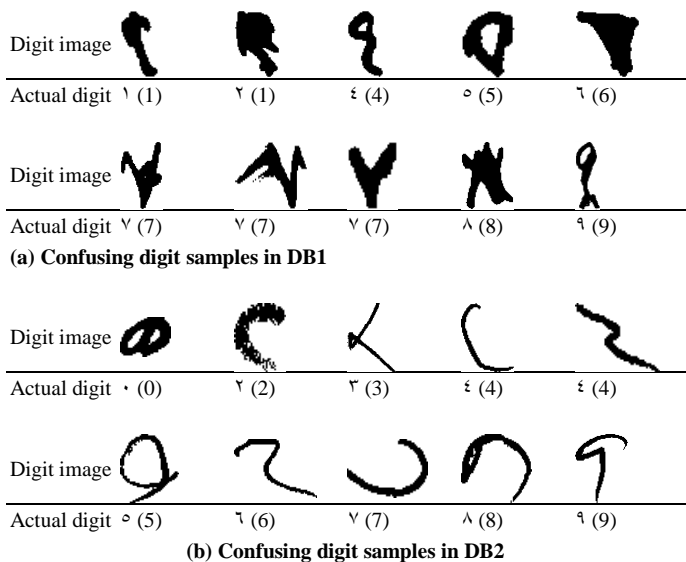 Digit image
Actual digit ١ (1) ٢ (1) ٤ (4) ٥ (5) ٦ (6)
Digit image
Actual digit ٧ (7) ٧ (7) ٧ (7) ٨ (8) ٩ (9)
(a) Confusing digit samples in DB1
Digit image
Actual digit ٠ (0) ٢ (2) ٣ (3) ٤ (4) ٤ (4)
Digit image
Actual digit ٥ (5) ٦ (6) ٧ (7) ٨ (8) ٩ (9)
(b) Confusing digit samples in DB2